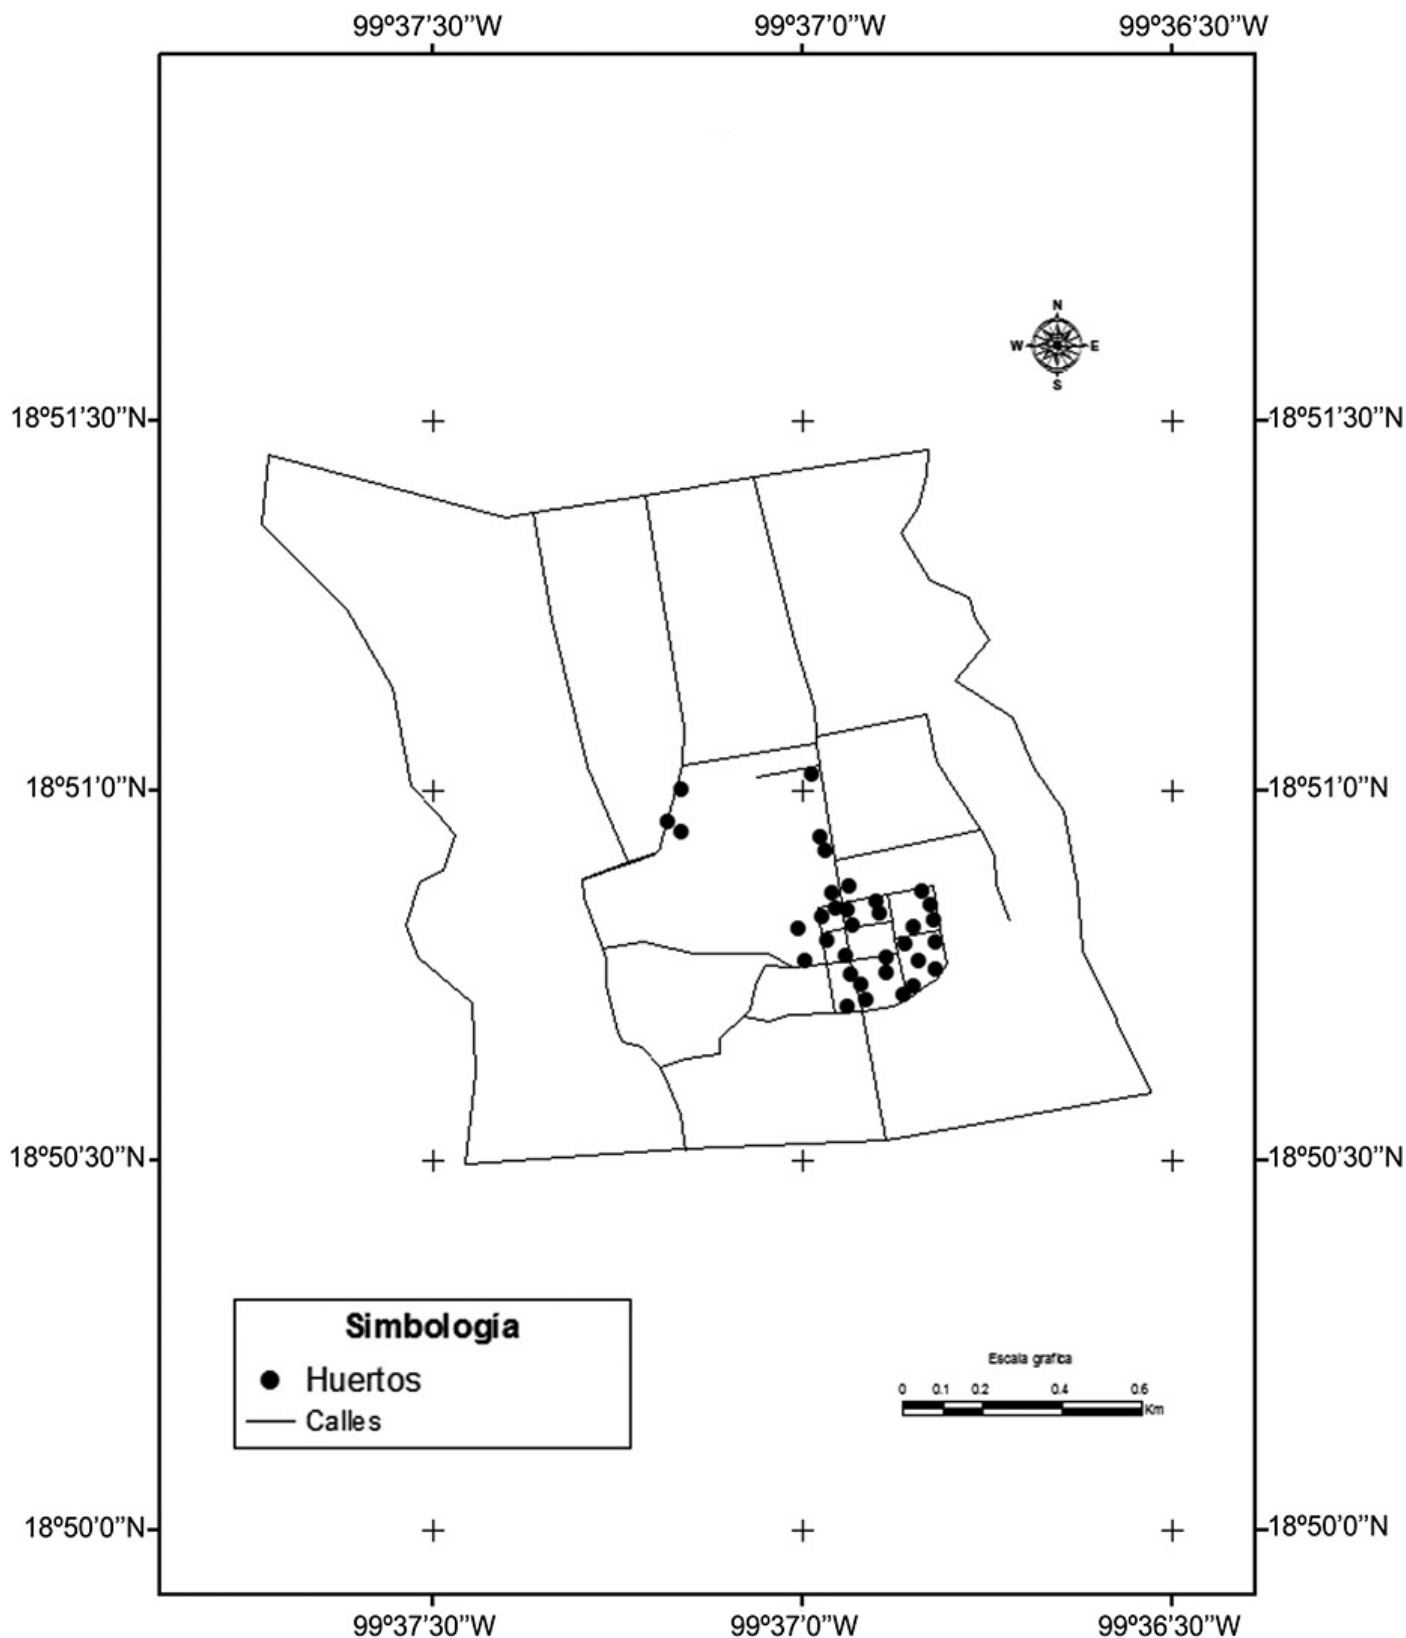 99º37’30’’W 99º37’0’’W 99º36’30’’W
N
W E
S
18º51’30’’N 18º51’30’’N
18º51’0’’N 18º51’0’’N
18º50’30’’N 18º50’30’’N
Simbología
Huertos
Calles
Escala grafica
0 0.1 0.2 0.4 0.6
Km
18º50’0’’N 18º50’0’’N
99º37’30’’W 99º37’0’’W 99º36’30’’W